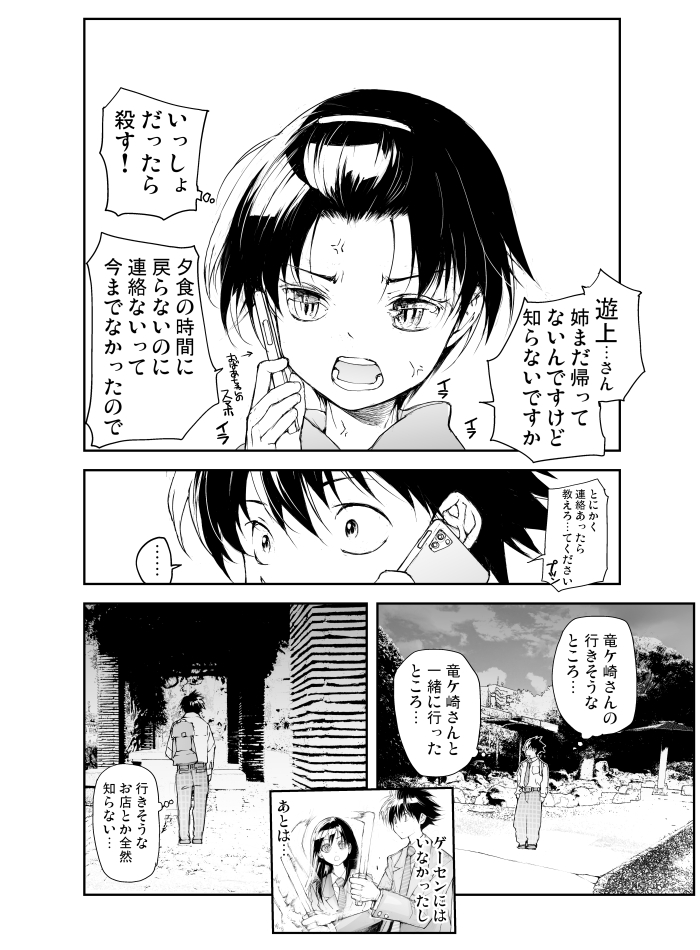 遊上…さん
姉まだ帰って
ないんですけど
知らないですか
いっしょ
だったら
殺す！
夕食の時間に
戻らないのに
連絡ないって
今までなかったので
おかあさんの
スマホ
イラ
イラ
とにかく
連絡あったら
教えろ…てください
プツン
……
竜ケ崎さんの
行きそうな
ところ…
竜ケ崎さんと
一緒に行った
ところ…
ゲーセンには
いなかったし
あとは…
行きそうな
お店とか全然
知らない…